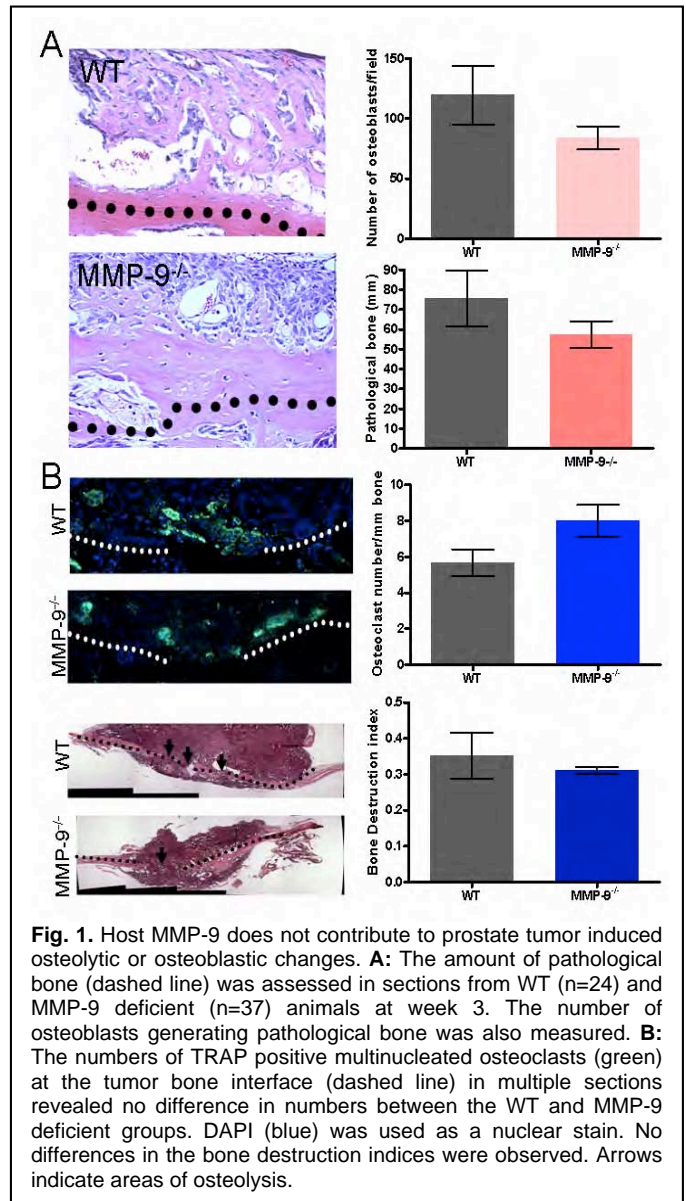 A
WT
150
100
50
0
Number of osteoblasts/field
WT
MMP-9-/-
MMP-9-/-
100
90
80
70
60
50
40
30
20
10
0
Pathological bone (mm)
WT
MMP-9-/-
B
WT
MMP-9-/-
10
8
6
4
2
0
Osteoclast number/mm bone
WT
MMP-9-/-
WT
MMP-9-/-
0.5
0.4
0.3
0.2
0.1
0.0
Bone Destruction index
WT
MMP-9-/-
Fig. 1. Host MMP-9 does not contribute to prostate tumor induced
osteolytic or osteoblastic changes. A: The amount of pathological
bone (dashed line) was assessed in sections from WT (n=24) and
MMP-9 deficient (n=37) animals at week 3. The number of
osteoblasts generating pathological bone was also measured. B:
The numbers of TRAP positive multinucleated osteoclasts (green)
at the tumor bone interface (dashed line) in multiple sections
revealed no difference in numbers between the WT and MMP-9
deficient groups. DAPI (blue) was used as a nuclear stain. No
differences in the bone destruction indices were observed. Arrows
indicate areas of osteolysis.